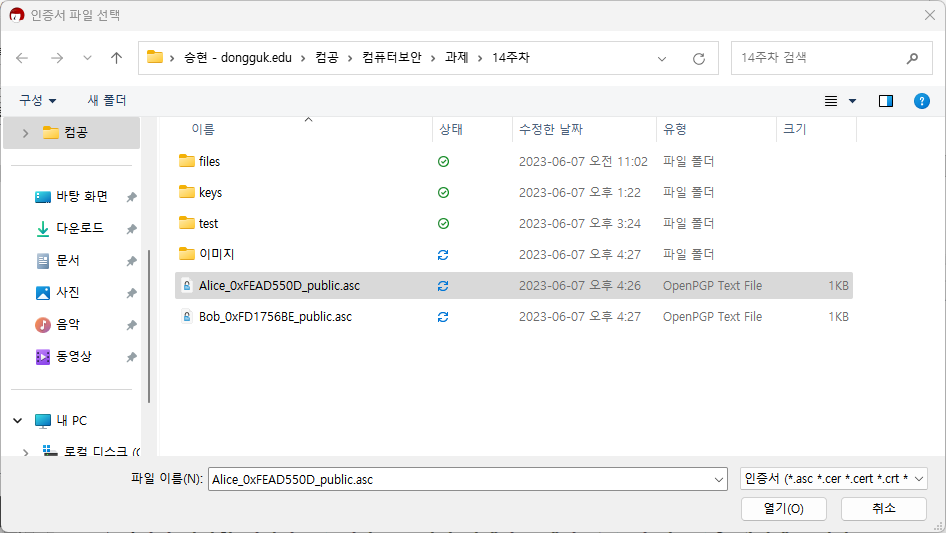 인증서 파일 선택
승현 - dongguk.edu > 컴공 > 컴퓨터보안 > 과제 > 14주차
14주차 검색
구성
새 폴더
이름 상태 수정한 날짜 유형 크기
컴공
바탕 화면
다운로드
문서
사진
음악
동영상
내 PC
로컬 디스크 (
files 2023-06-07 오전 11:02 파일 폴더
keys 2023-06-07 오후 1:22 파일 폴더
test 2023-06-07 오후 3:24 파일 폴더
이미지 2023-06-07 오후 4:27 파일 폴더
Alice_0xFEAD550D_public.asc 2023-06-07 오후 4:26 OpenPGP Text File 1KB
Bob_0xFD1756BE_public.asc 2023-06-07 오후 4:27 OpenPGP Text File 1KB
파일 이름(N): Alice_0xFEAD550D_public.asc
인증서 (*.asc *.cer *.cert *.crt *
열기(O)
취소